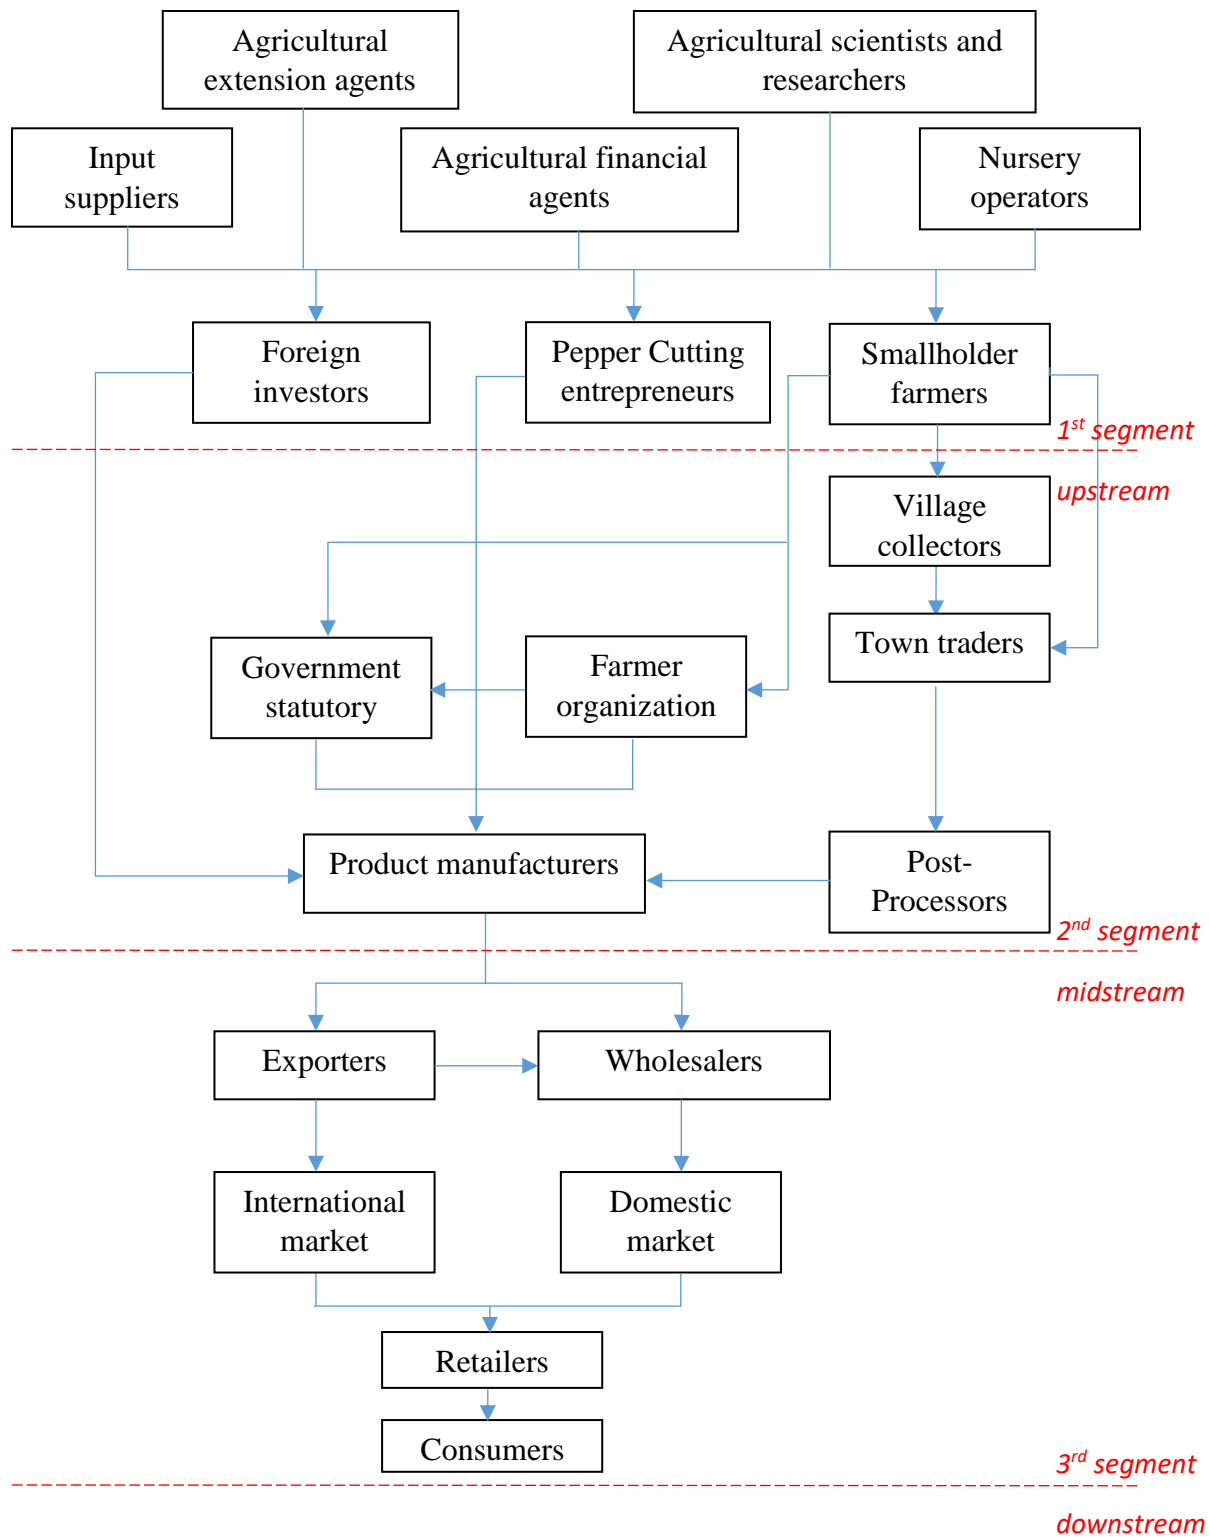 Agricultural
extension agents
Agricultural scientists and
researchers
Input
suppliers
Agricultural financial
agents
Nursery
operators
Foreign
investors
Pepper Cutting
entrepreneurs
Smallholder
farmers
1st segment
upstream
Village
collectors
Town traders
Government
statutory
Farmer
organization
Product manufacturers
Post-
Processors
2nd segment
midstream
Exporters
Wholesalers
International
market
Domestic
market
Retailers
Consumers
3rd segment
downstream